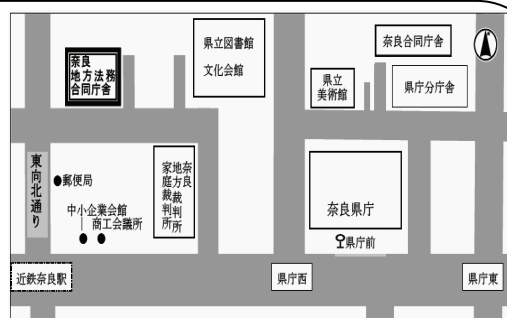 奈良
地方法務
合同庁舎
県立図書館
文化会館
奈良合同庁舎
県立
美術館
県庁分庁舎
東向北通り
郵便局
中小企業会館
商工会議所
奈良
地方裁判所
家庭裁判所
奈良県庁
県庁前
近鉄奈良駅
県庁西
県庁東